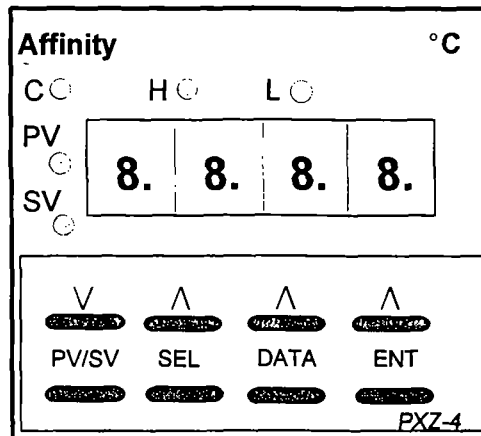 Affinity °C
C H L
PV
8. 8. 8. 8.
SV
V Λ Λ Λ
PV/SV SEL DATA ENT
PXZ-4